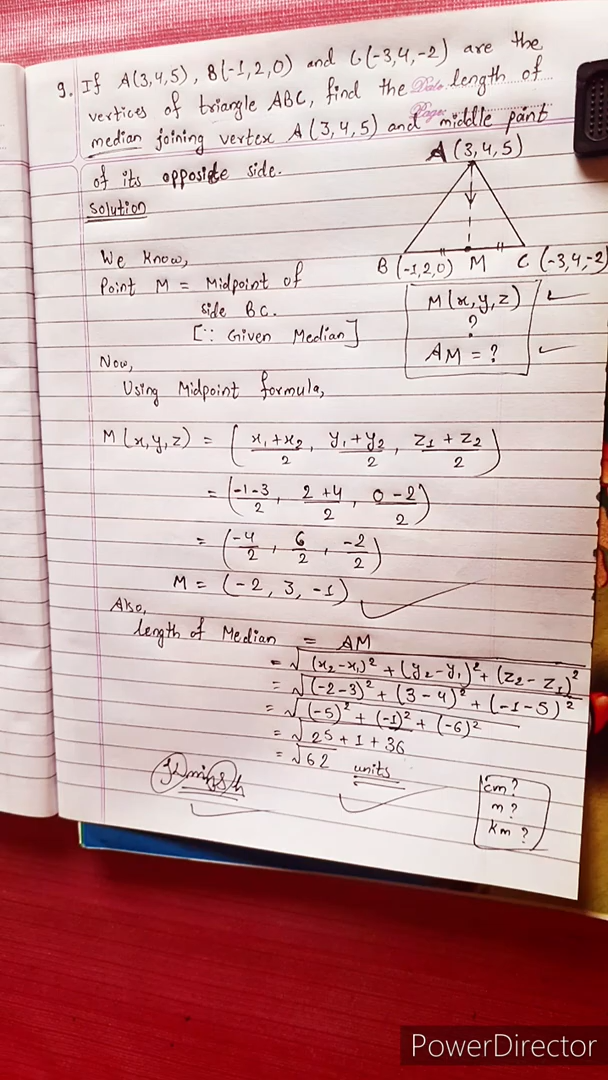 9. If A(3,4,5), B(-1,2,0) and C(-3,4,-2) are the
vertices of triangle ABC, find the length of
median joining vertex A(3,4,5) and middle point
of its opposite side.
Date
Page
Solution
A(3,4,5)
B(-1,2,0) M C(-3,4,-2)
M(x,y,z)
?
AM = ?
We know,
Point M = Midpoint of
side BC.
[∵ Given Median]
Now,
Using Midpoint formula,
M(x,y,z) = (x₁+x₂/2, y₁+y₂/2, z₁+z₂/2)
= (-1-3/2, 2+4/2, 0-2/2)
= (-4/2, 6/2, -2/2)
M = (-2, 3, -1)
Also,
length of Median = AM
= √(x₂-x₁)² + (y₂-y₁)² + (z₂-z₁)²
= √(-2-3)² + (3-4)² + (-1-5)²
= √(-5)² + (-1)² + (-6)²
= √25 + 1 + 36
= √62 units
cm?
m?
km?
PowerDirector